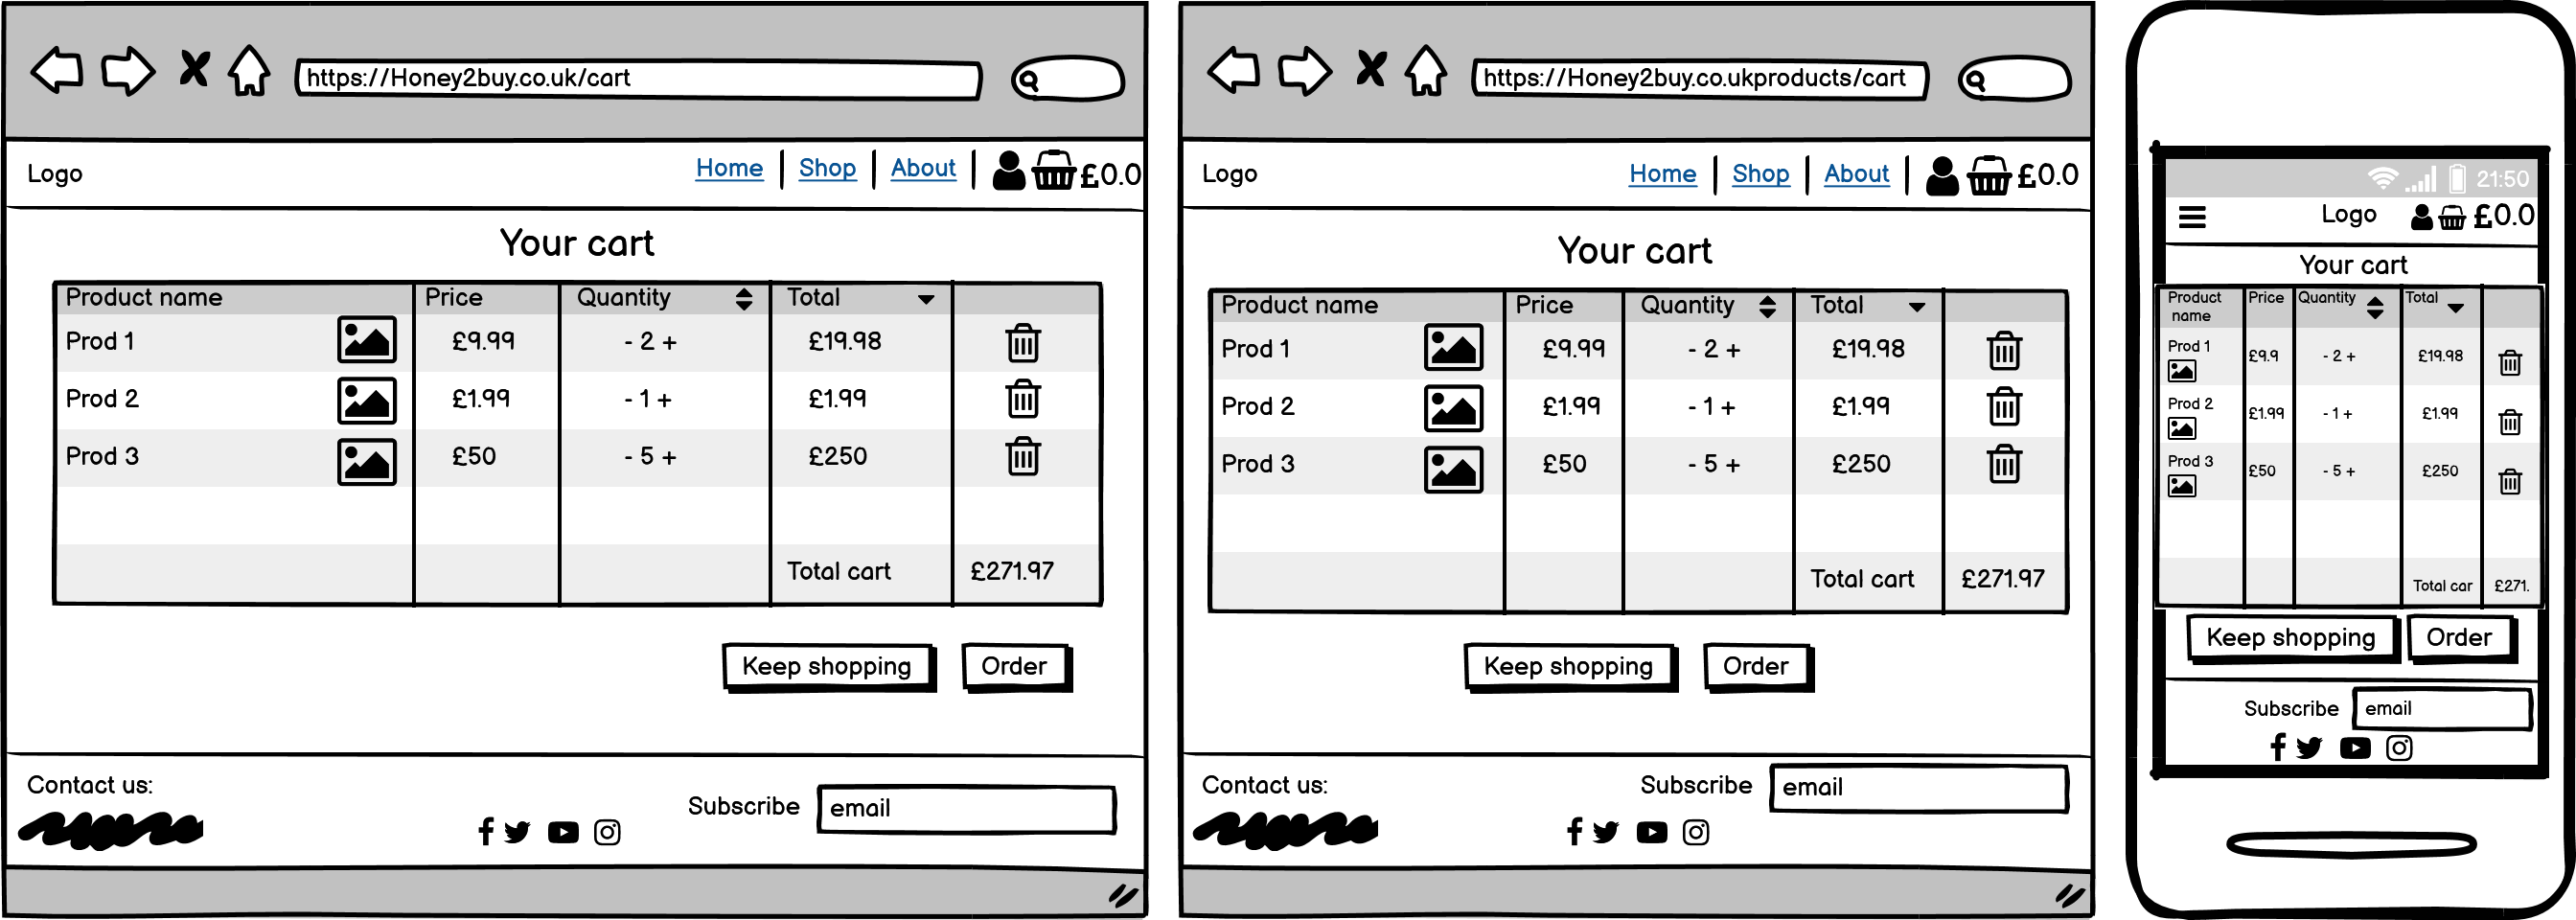 https://Honey2buy.co.uk/cart
Logo
Home | Shop | About | £0.0
Your cart
Product name Price Quantity Total
Prod 1 £9.99 - 2 + £19.98
Prod 2 £1.99 - 1 + £1.99
Prod 3 £50 - 5 + £250
Total cart £271.97
Keep shopping Order
Contact us:
Subscribe email
https://Honey2buy.co.ukproducts/cart
Logo
Home | Shop | About | £0.0
Your cart
Product name Price Quantity Total
Prod 1 £9.99 - 2 + £19.98
Prod 2 £1.99 - 1 + £1.99
Prod 3 £50 - 5 + £250
Total cart £271.97
Keep shopping Order
Contact us:
Subscribe email
21:50
Logo £0.0
Your cart
Product name Price Quantity Total
Prod 1 £9.9 - 2 + £19.98
Prod 2 £1.99 - 1 + £1.99
Prod 3 £50 - 5 + £250
Total car £271.
Keep shopping Order
Subscribe email